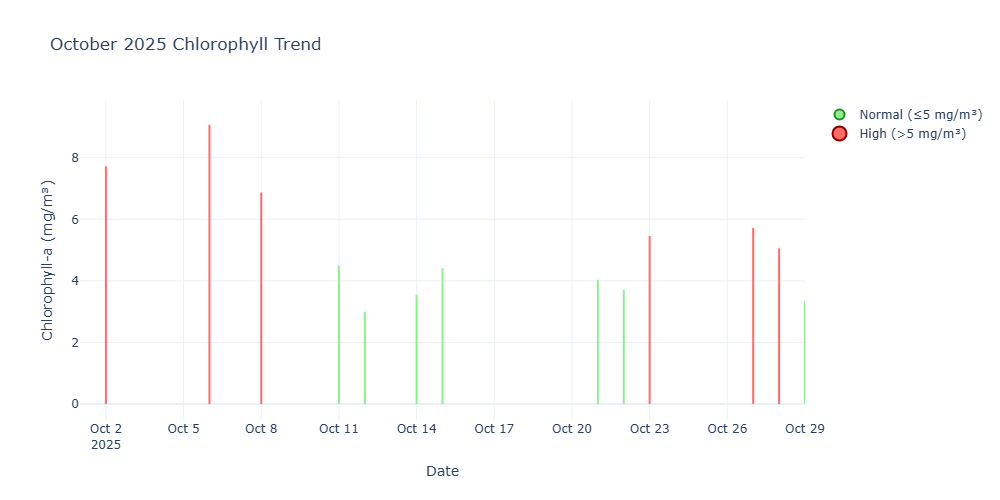 October 2025 Chlorophyll Trend
Normal (≤5 mg/m³)
High (>5 mg/m³)
Chlorophyll-a (mg/m³)
8
6
4
2
0
Oct 2 Oct 5 Oct 8 Oct 11 Oct 14 Oct 17 Oct 20 Oct 23 Oct 26 Oct 29
2025
Date